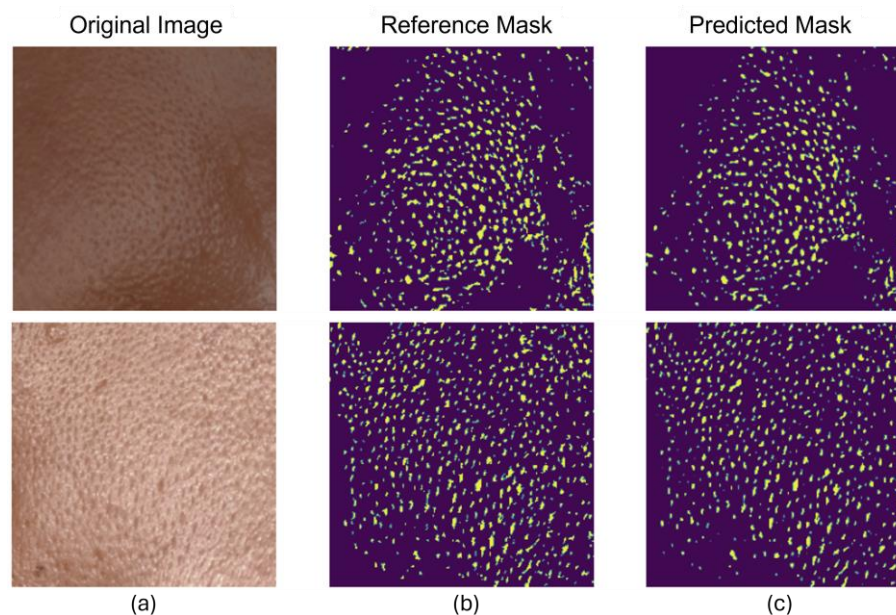 Original Image
Reference Mask
Predicted Mask
(a)
(b)
(c)